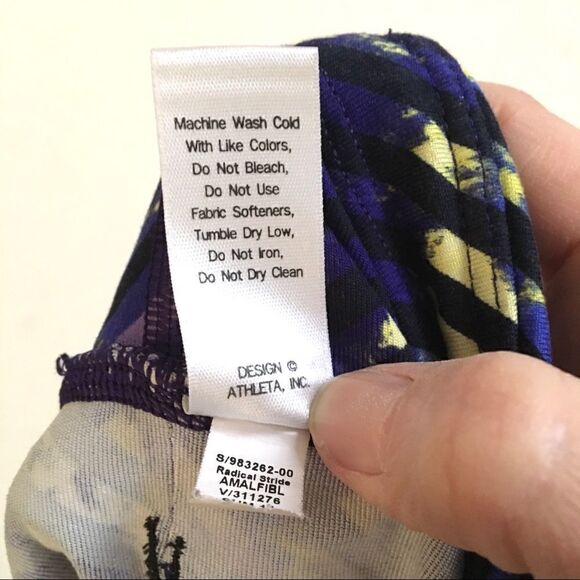 Machine Wash Cold
With Like Colors,
Do Not Bleach,
Do Not Use
Fabric Softeners,
Tumble Dry Low,
Do Not Iron,
Do Not Dry Clean
DESIGN ©
ATHLETA, INC.
S/983262-00
Radical Stride
AMALFIBL
V/311276